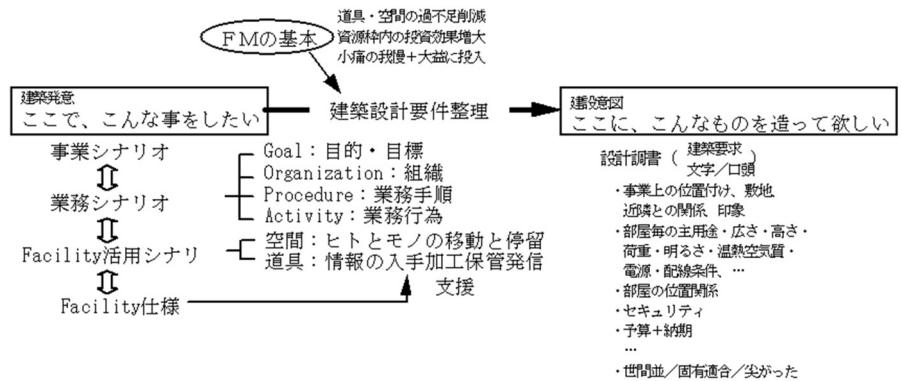 道具・空間の過不足削減
資源枠内の投資効果増大
小痛の我慢＋大益に投入
ＦＭの基本
建築発意
ここで、こんな事をしたい
建築設計要件整理
建設意図
ここに、こんなものを造って欲しい
事業シナリオ
業務シナリオ
Facility活用シナリ
Facility仕様
Goal：目的・目標
Organization：組織
Procedure：業務手順
Activity：業務行為
空間：ヒトとモノの移動と停留
道具：情報の入手加工保管発信
支援
設計調書（建築要求 文字／口頭）
・事業上の位置付け、敷地
近隣との関係、印象
・部屋毎の主用途・広さ・高さ・
荷重・明るさ・温熱空気質・
電源・配線条件、…
・部屋の位置関係
・セキュリティ
・予算＋納期
…
・世間並／固有適合／尖がった